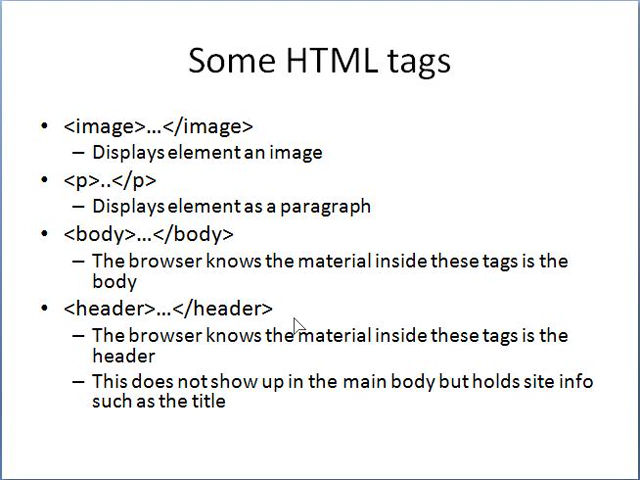 Some HTML tags
• <image>...</image>
– Displays element an image
• <p>..</p>
– Displays element as a paragraph
• <body>...</body>
– The browser knows the material inside these tags is the
body
• <header>...</header>
– The browser knows the material inside these tags is the
header
– This does not show up in the main body but holds site info
such as the title